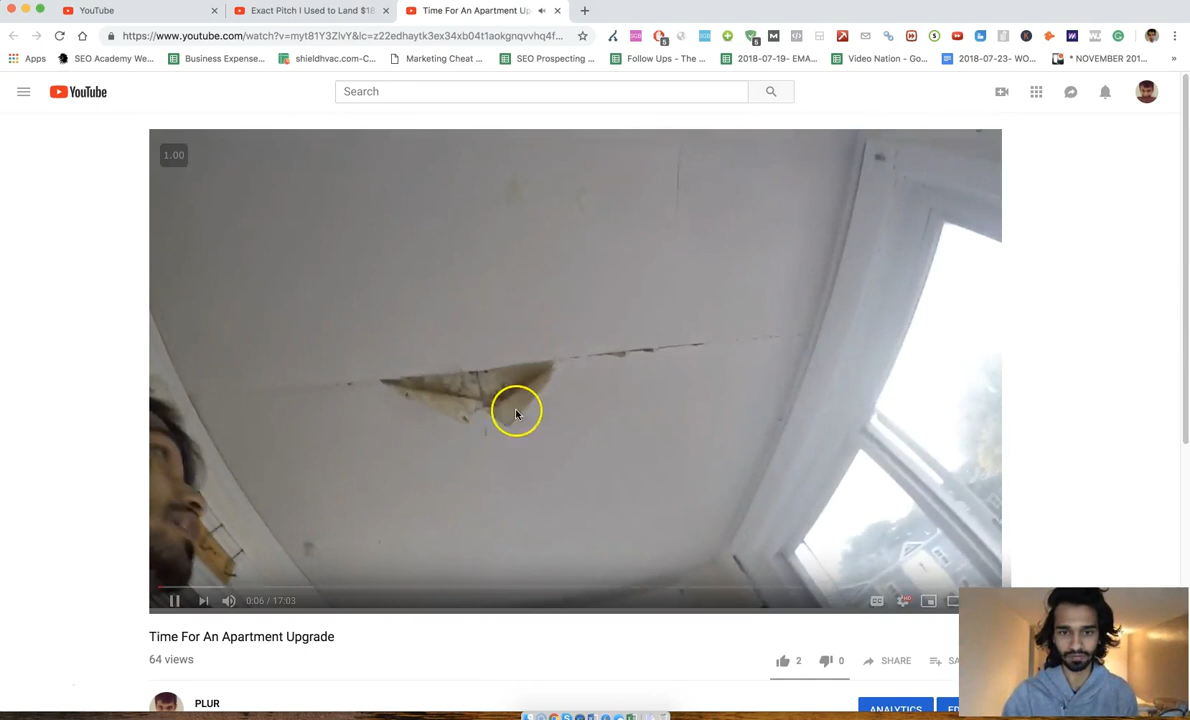 YouTube
Exact Pitch I Used to Land $18
Time For An Apartment Up
https://www.youtube.com/watch?v=myt81Y3ZlvY&lc=z22edhaytk3ex34xb04t1aokgnqvvhq4f...
Apps
SEO Academy We...
Business Expense...
shieldhvac.com-C...
Marketing Cheat ...
SEO Prospecting ...
Follow Ups - The ...
2018-07-19- EMA...
Video Nation - Go...
2018-07-23- WO...
* NOVEMBER 201...
»
YouTube
Search
1.00
0:06 / 17:03
Time For An Apartment Upgrade
64 views
2
0
SHARE
SA
PLUR
ANALYTICS